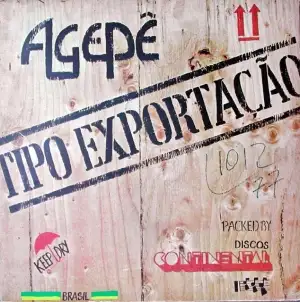 AGEPÊ
TIPO EXPORTAÇÃO
1012
77
PACKED BY
DISCOS
CONTINENTAL
KEEP DRY
BRASIL